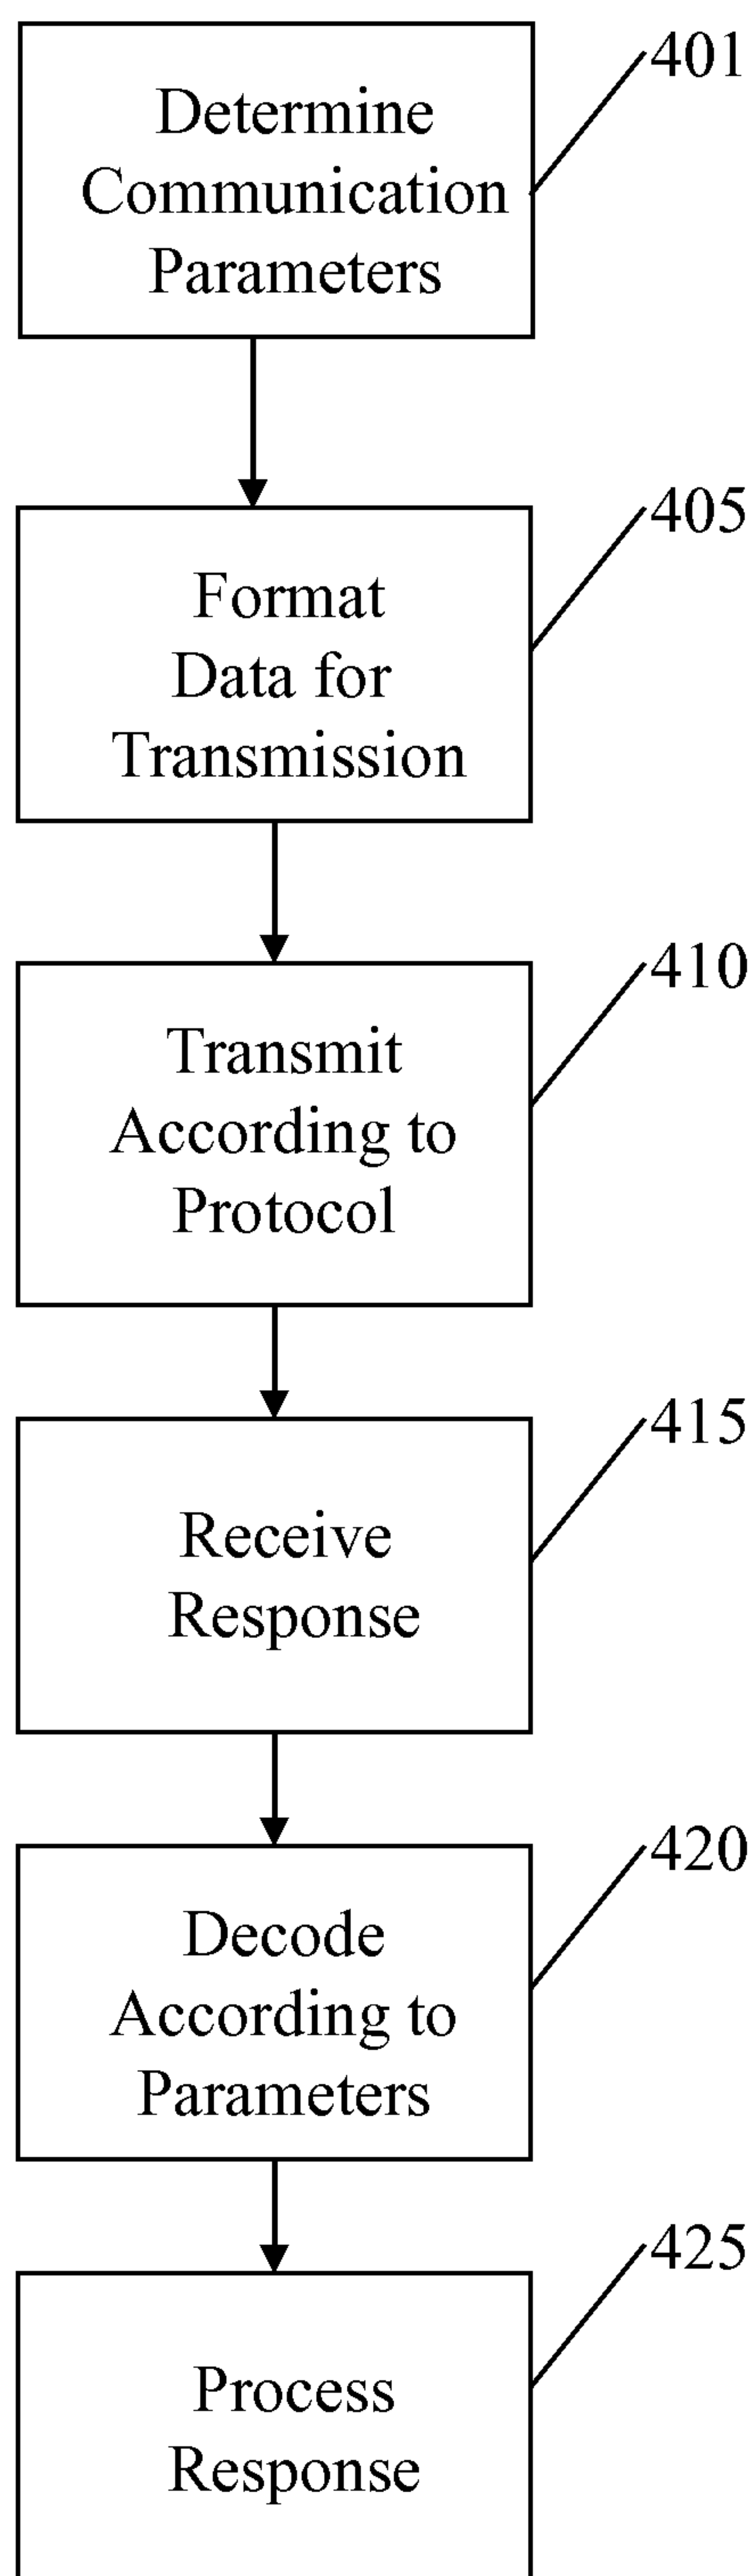 Determine
Communication
Parameters
401
Format
Data for
Transmission
405
Transmit
According to
Protocol
410
Receive
Response
415
Decode
According to
Parameters
420
Process
Response
425